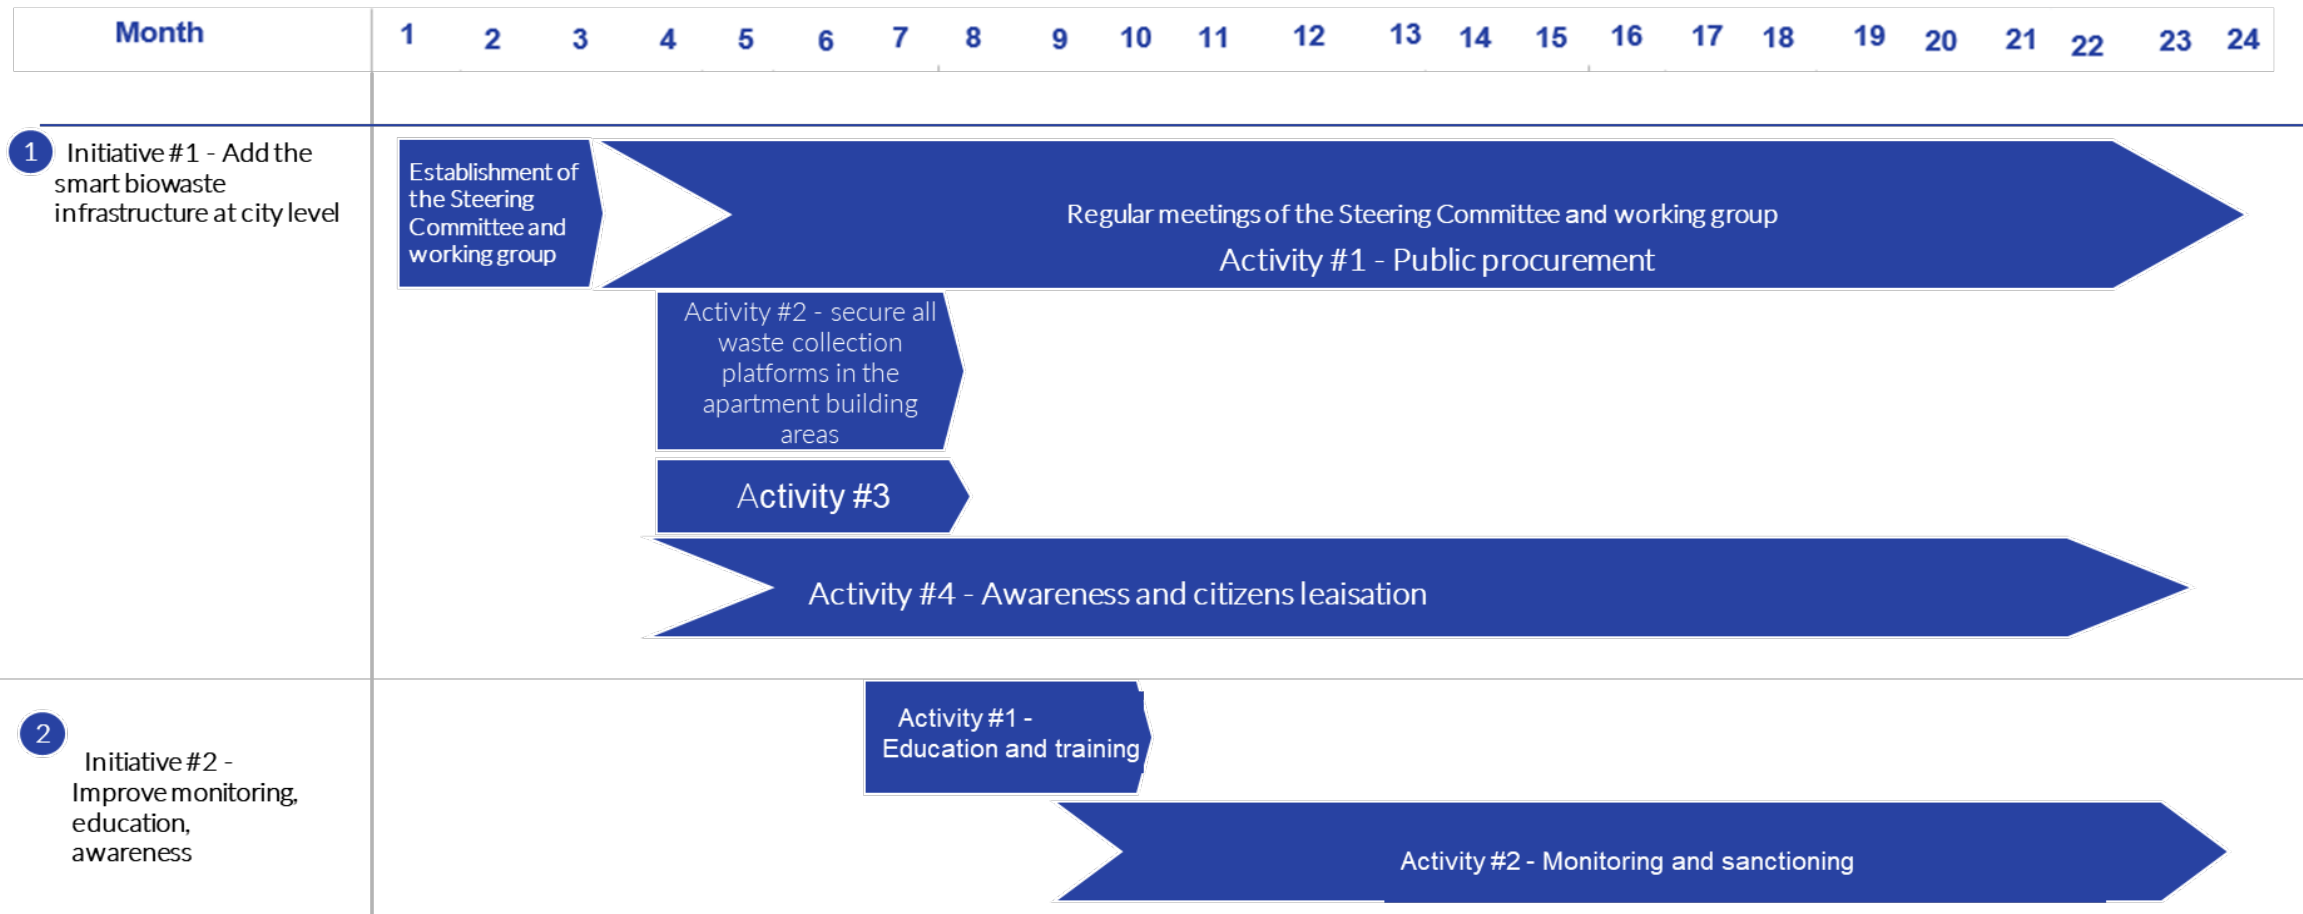 Month 1 2 3 4 5 6 7 8 9 10 11 12 13 14 15 16 17 18 19 20 21 22 23 24
1
Initiative #1 - Add the
smart biowaste
infrastructure at city level
Establishment of
the Steering
Committee and
working group
Regular meetings of the Steering Committee and working group
Activity #1 - Public procurement
Activity #2 - secure all
waste collection
platforms in the
apartment building
areas
Activity #3
Activity #4 - Awareness and citizens leaisation
2
Initiative #2 -
Improve monitoring,
education,
awareness
Activity #1 -
Education and training
Activity #2 - Monitoring and sanctioning